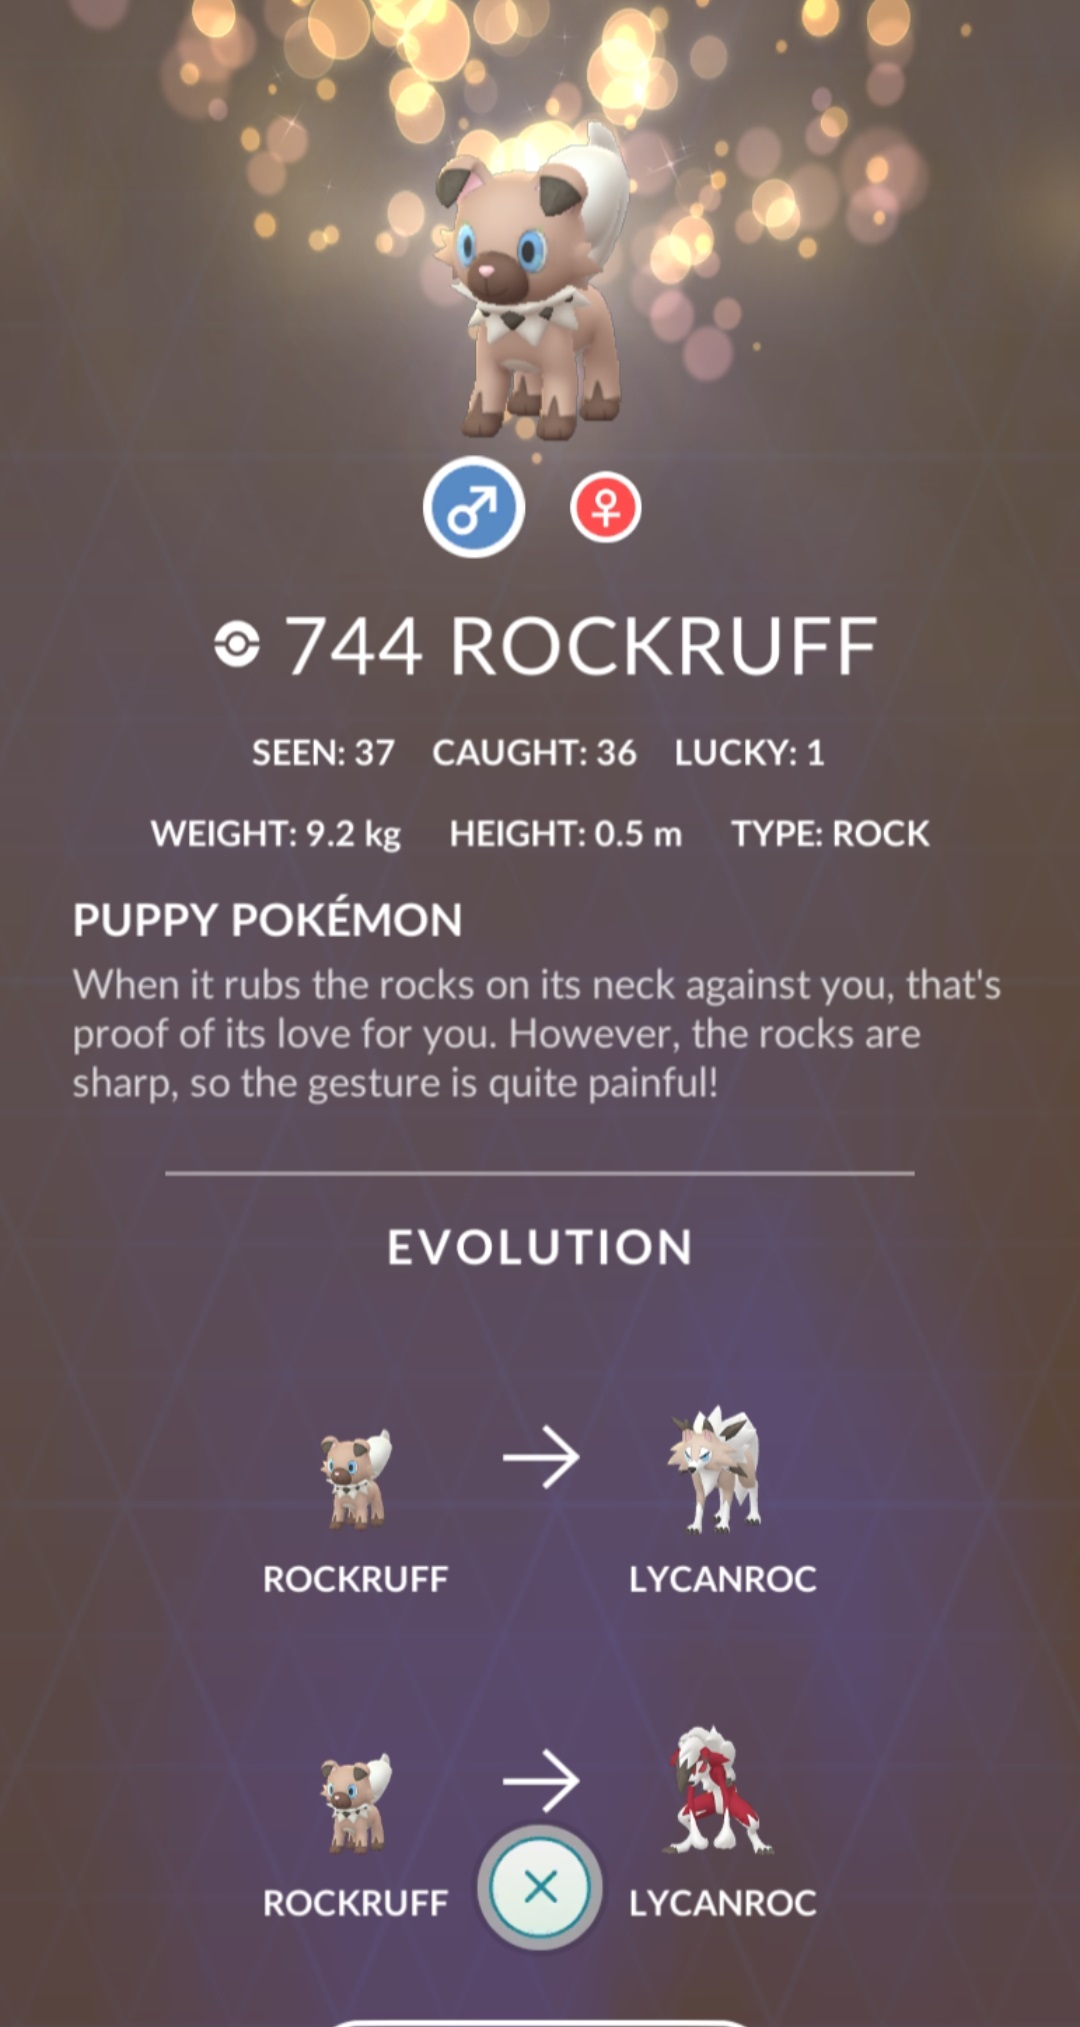 744 ROCKRUFF
SEEN: 37 CAUGHT: 36 LUCKY: 1
WEIGHT: 9.2 kg HEIGHT: 0.5 m TYPE: ROCK
PUPPY POKÉMON
When it rubs the rocks on its neck against you, that's
proof of its love for you. However, the rocks are
sharp, so the gesture is quite painful!
EVOLUTION
ROCKRUFF LYCANROC
ROCKRUFF LYCANROC